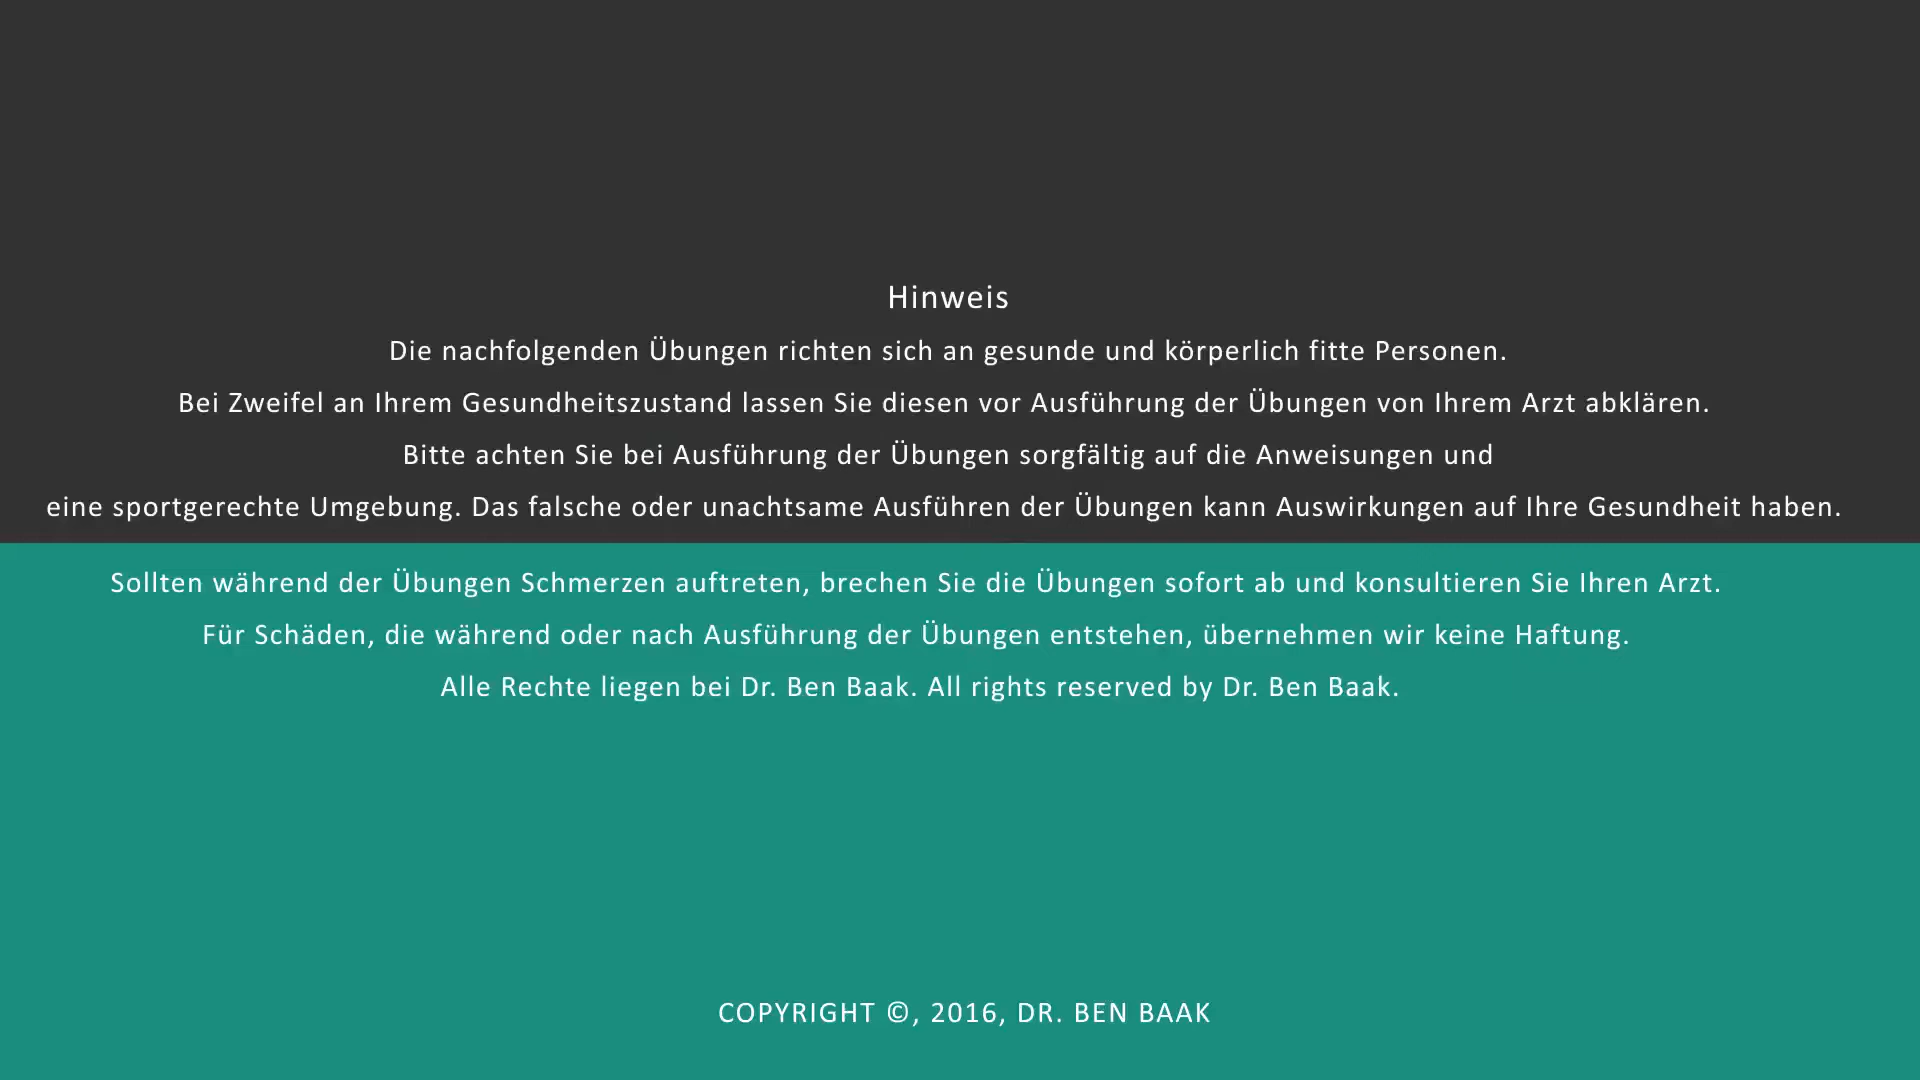 Hinweis
Die nachfolgenden Übungen richten sich an gesunde und körperlich fitte Personen.
Bei Zweifel an Ihrem Gesundheitszustand lassen Sie diesen vor Ausführung der Übungen von Ihrem Arzt abklären.
Bitte achten Sie bei Ausführung der Übungen sorgfältig auf die Anweisungen und
eine sportgerechte Umgebung. Das falsche oder unachtsame Ausführen der Übungen kann Auswirkungen auf Ihre Gesundheit haben.
Sollten während der Übungen Schmerzen auftreten, brechen Sie die Übungen sofort ab und konsultieren Sie Ihren Arzt.
Für Schäden, die während oder nach Ausführung der Übungen entstehen, übernehmen wir keine Haftung.
Alle Rechte liegen bei Dr. Ben Baak. All rights reserved by Dr. Ben Baak.
COPYRIGHT ©, 2016, DR. BEN BAAK